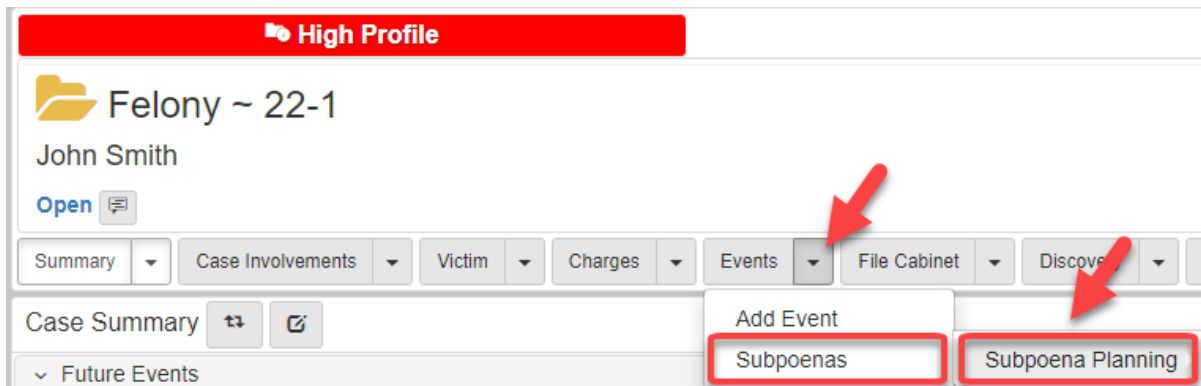 High Profile
Felony ~ 22-1
John Smith
Open
Summary Case Involvements Victim Charges Events File Cabinet Discovery
Case Summary
Add Event
Subpoenas Subpoena Planning
Future Events